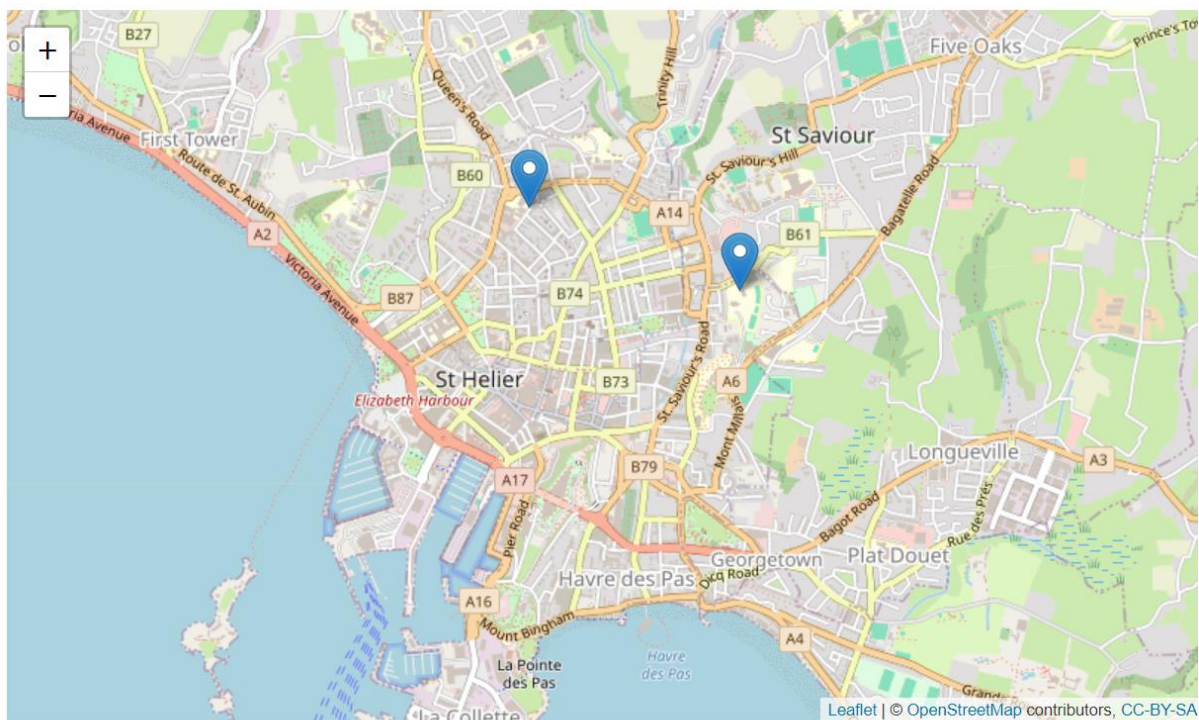 B27
Five Oaks
Prince's To
+
−
Queen's Road
Trinity Hill
ria Avenue
First Tower
St Saviour
St. Saviour's Hill
Bagatelle Road
Route de St. Aubin
B60
A14
B61
A2
Victoria Avenue
B87
B74
St. Saviour's Road
St Helier
B73
A6
Elizabeth Harbour
Mont Millais
Longueville
A3
B79
A17
Bagot Road
Rue des Prés
Pier Road
Georgetown
Plat Douet
Havre des Pas
Dicq Road
A16
Mount Bingham
A4
La Pointe
des Pas
Havre
des Pas
La Collette
Leaflet | © OpenStreetMap contributors, CC-BY-SA